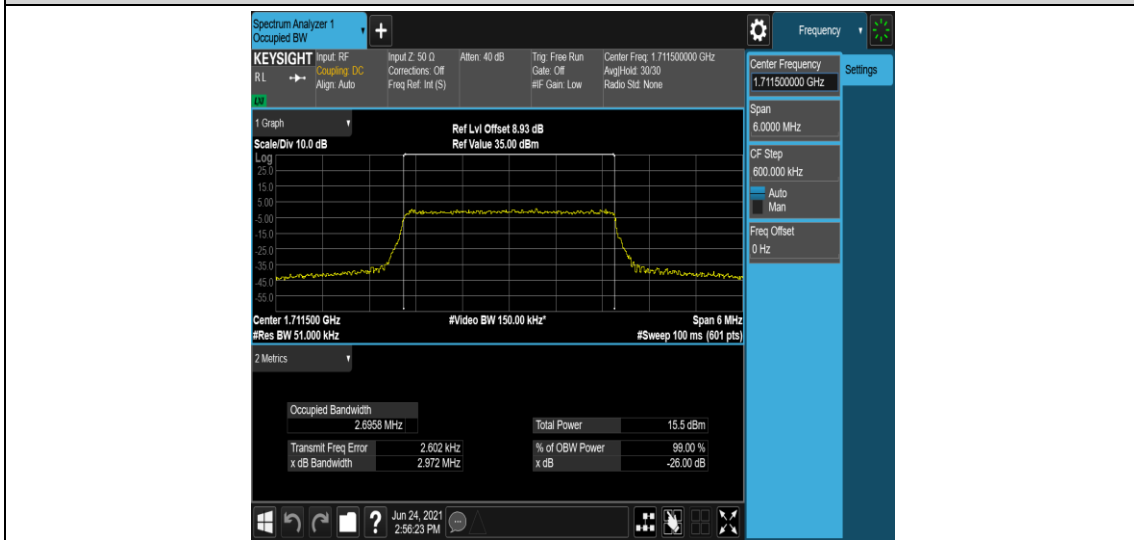 Spectrum Analyzer 1
Occupied BW
Frequency
KEYSIGHT
RL
LXI
Input: RF
Coupling: DC
Align: Auto
Input Z: 50 Ω
Corrections: Off
Freq Ref: Int (S)
Atten: 40 dB
Trig: Free Run
Gate: Off
#IF Gain: Low
Center Freq: 1.711500000 GHz
Avg|Hold: 30/30
Radio Std: None
Center Frequency
1.711500000 GHz
Settings
Span
6.0000 MHz
CF Step
600.000 kHz
Auto
Man
Freq Offset
0 Hz
1 Graph
Scale/Div 10.0 dB
Ref Lvl Offset 8.93 dB
Ref Value 35.00 dBm
Log
25.0
15.0
5.00
-5.00
-15.0
-25.0
-35.0
-45.0
-55.0
Center 1.711500 GHz
#Video BW 150.00 kHz*
Span 6 MHz
#Res BW 51.000 kHz
#Sweep 100 ms (601 pts)
2 Metrics
Occupied Bandwidth
2.6958 MHz
Total Power 15.5 dBm
Transmit Freq Error 2.602 kHz
% of OBW Power 99.00 %
x dB Bandwidth 2.972 MHz
x dB -26.00 dB
?
Jun 24, 2021
2:56:23 PM